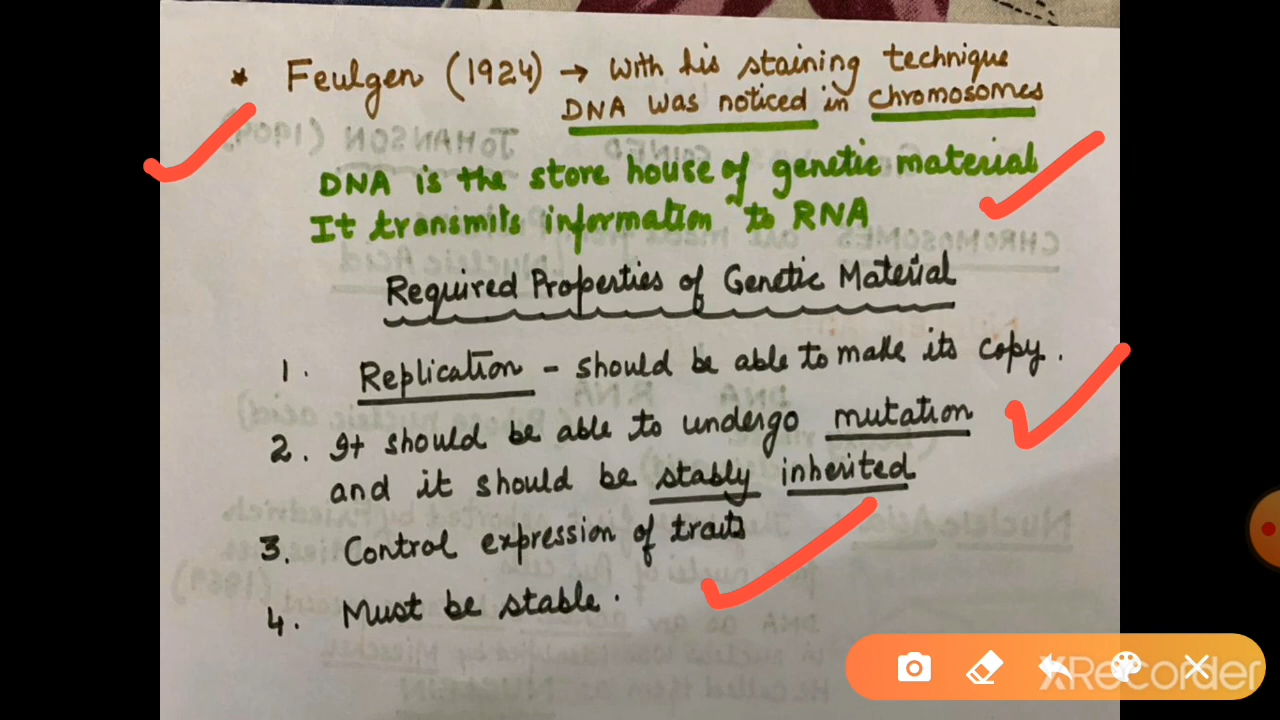 * Feulgen (1924) → With his staining technique
DNA was noticed in chromosomes
DNA is the store house of genetic material
It transmits information to RNA
Required Properties of Genetic Material
1. Replication - should be able to make its copy.
2. It should be able to undergo mutation
and it should be stably inherited
3. Control expression of traits
4. Must be stable.
XRecorder